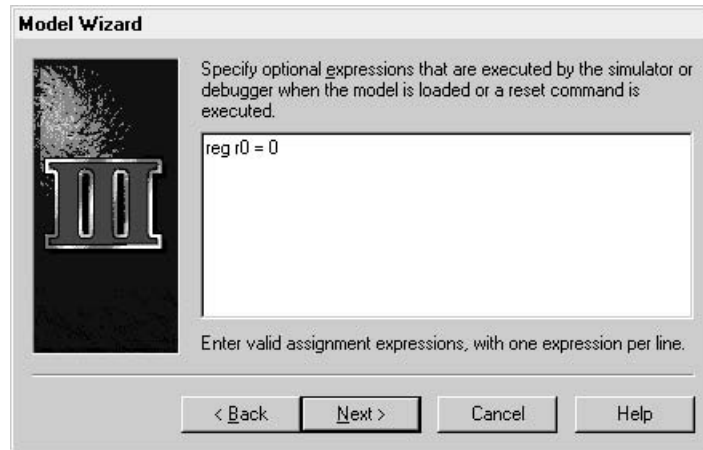 Model Wizard
Specify optional expressions that are executed by the simulator or
debugger when the model is loaded or a reset command is
executed.
reg r0 = 0
III
Enter valid assignment expressions, with one expression per line.
< Back Next > Cancel Help